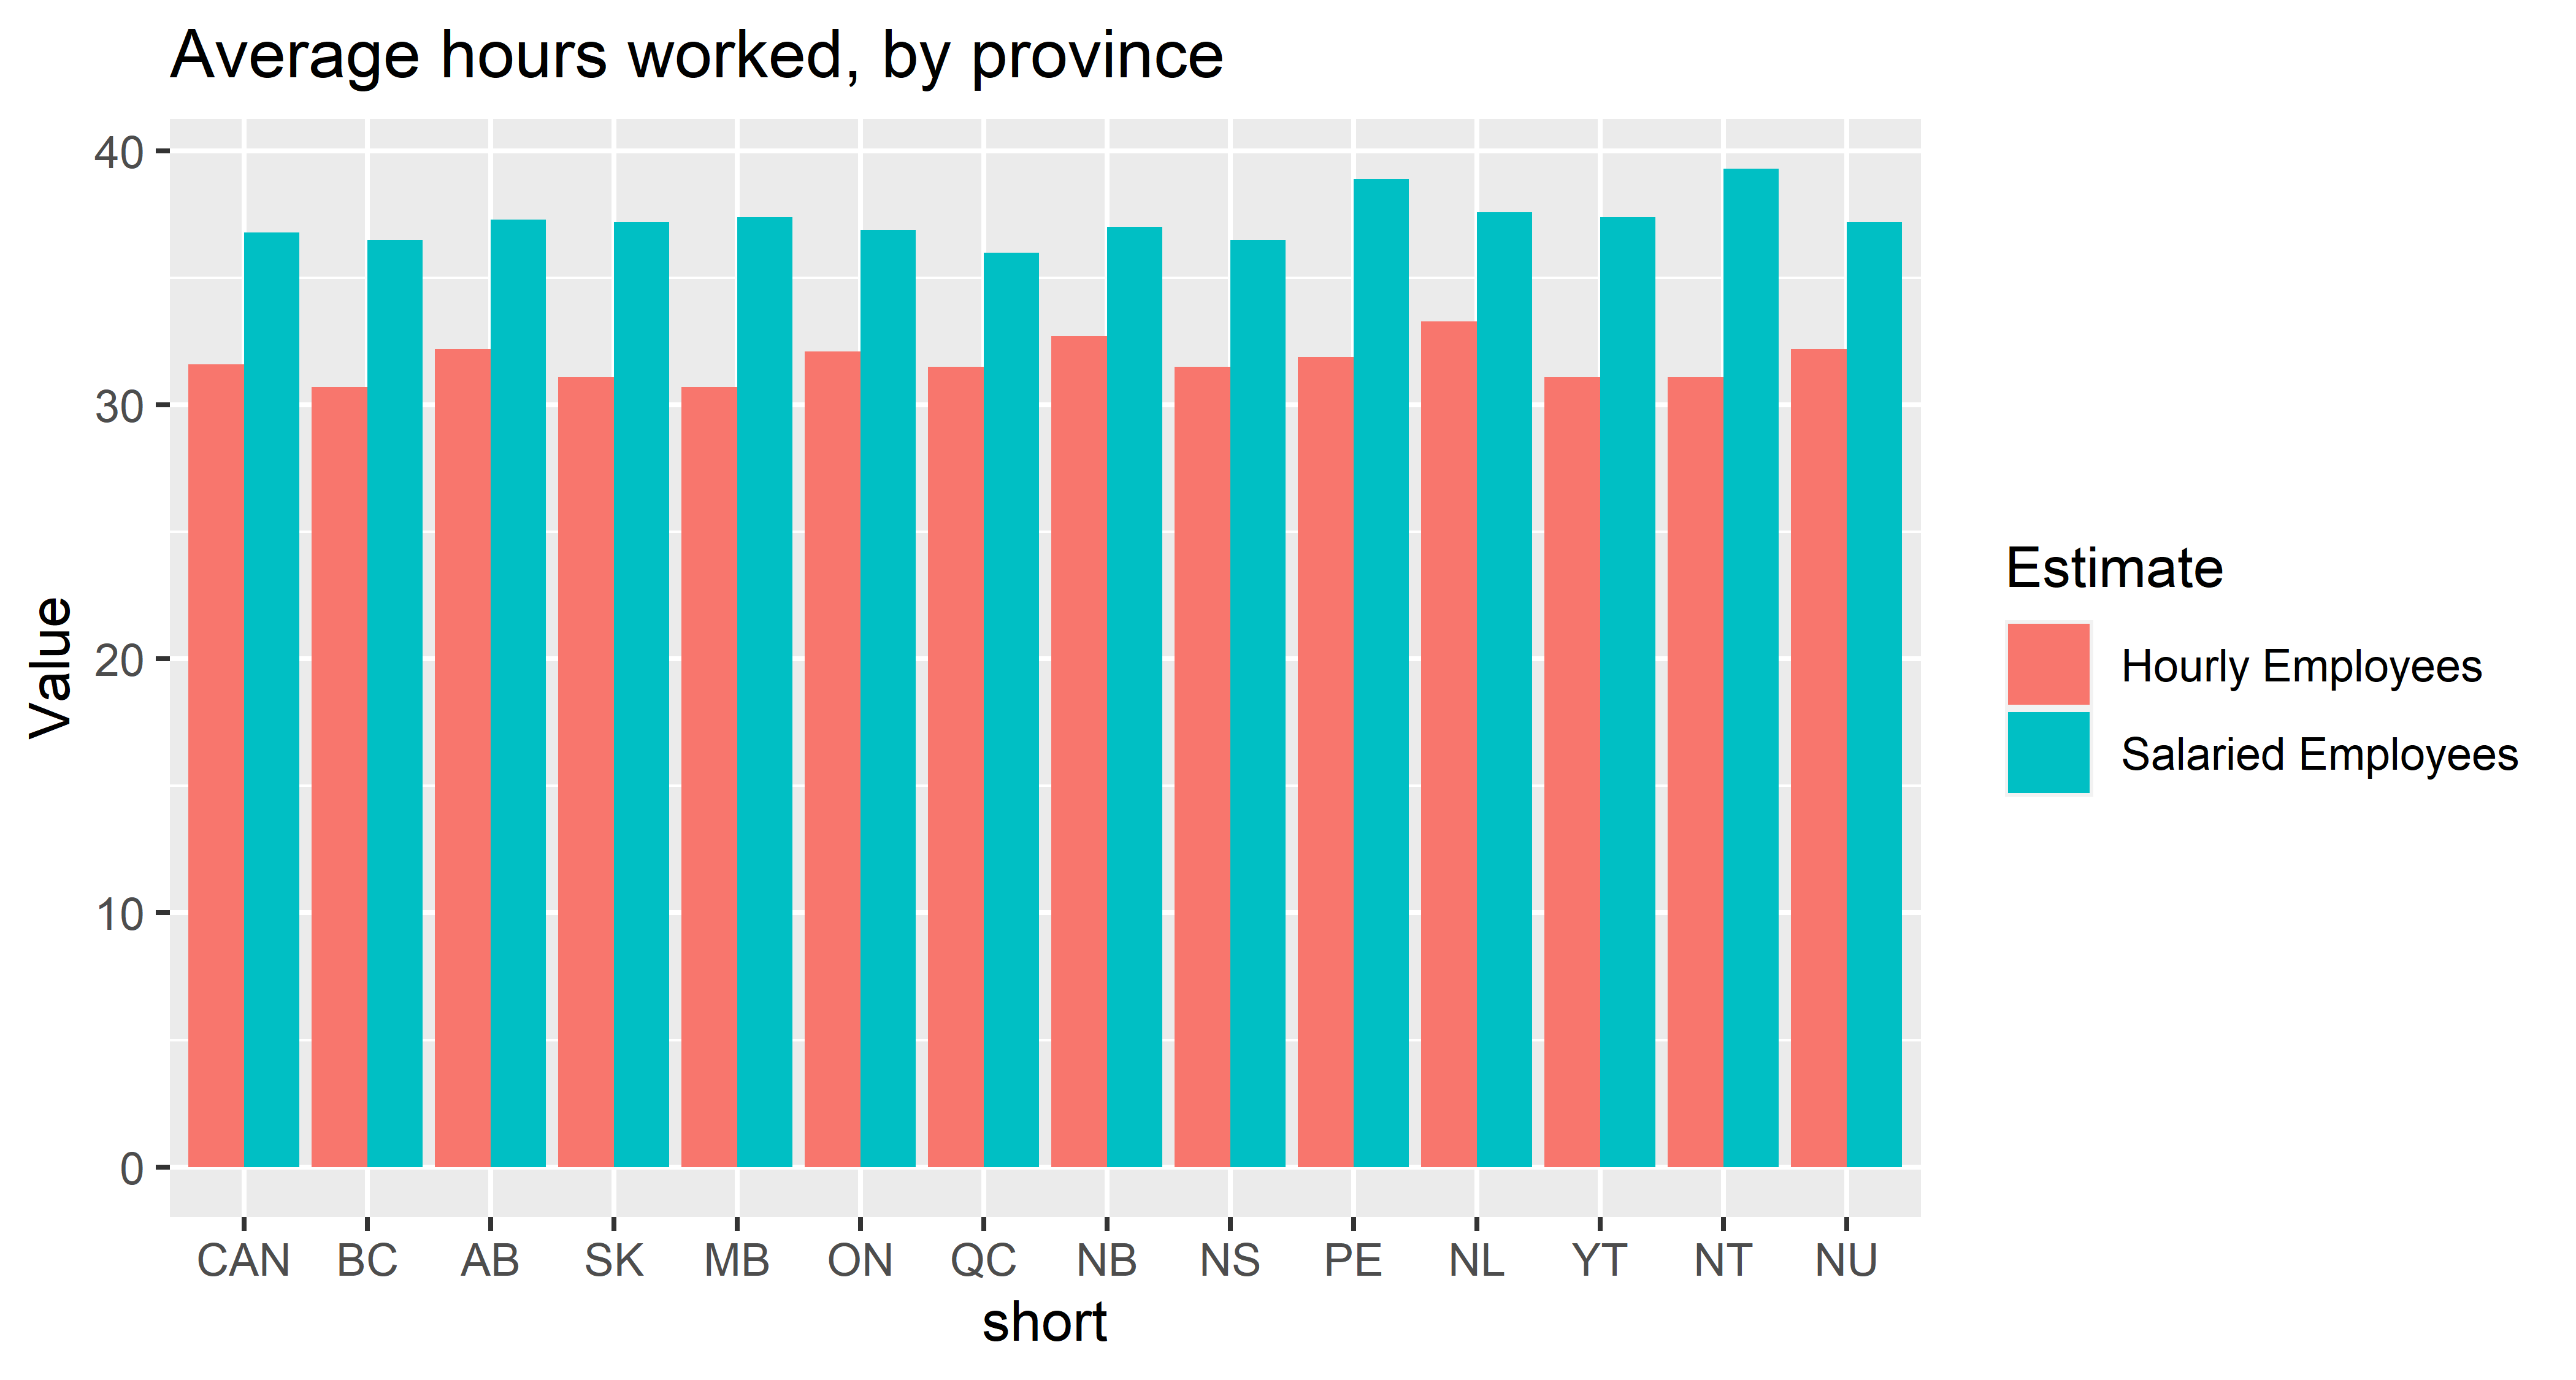 Average hours worked, by province
40
30
20
10
0
Value
CAN BC AB SK MB ON QC NB NS PE NL YT NT NU
short
Estimate
Hourly Employees
Salaried Employees